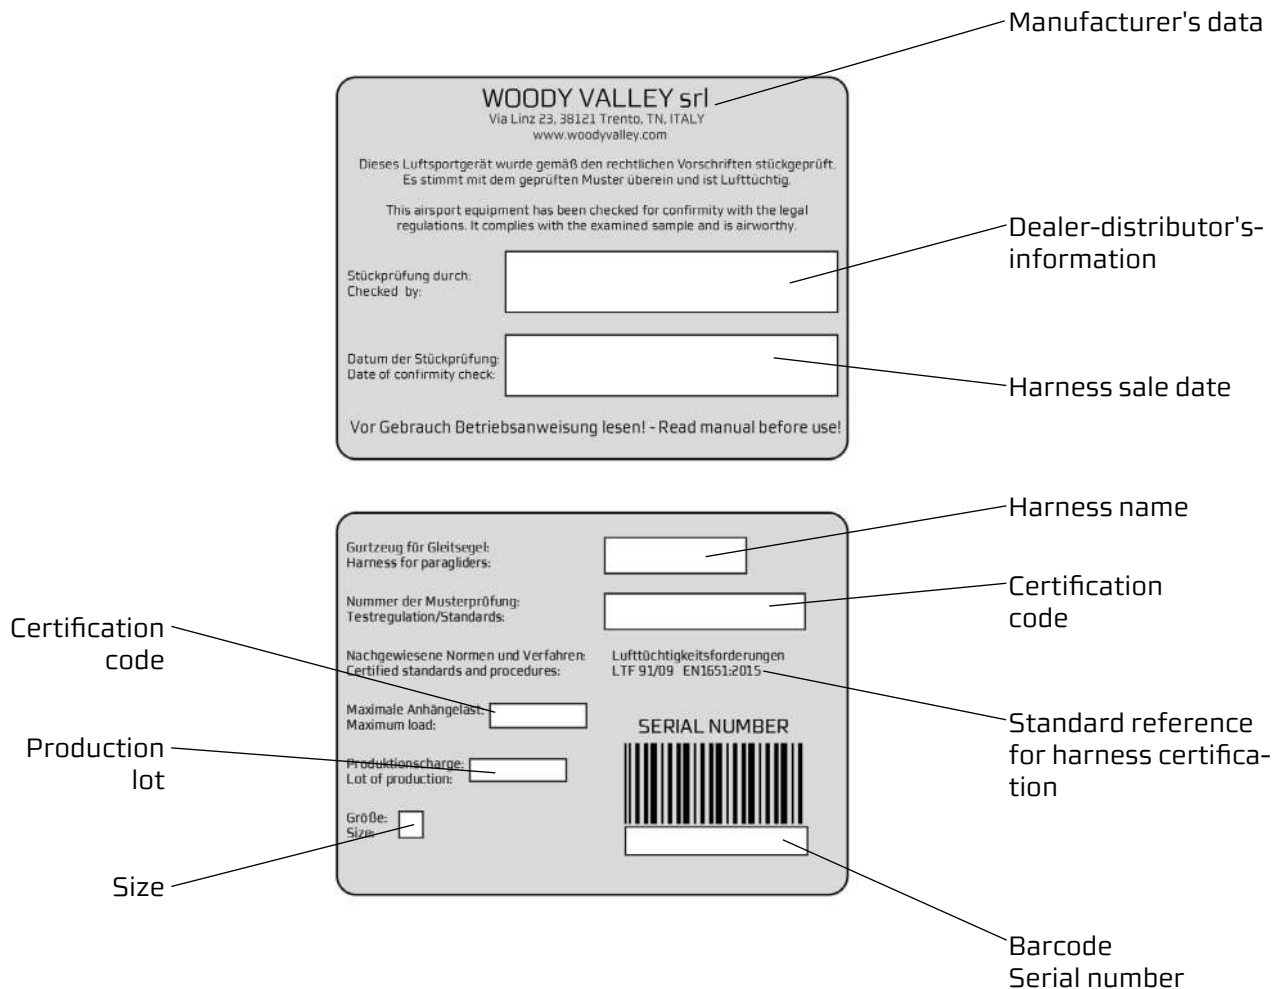 Manufacturer's data
WOODY VALLEY srl
Via Linz 23, 38121 Trento, TN, ITALY
www.woodyvalley.com
Dieses Luftsportgerät wurde gemäß den rechtlichen Vorschriften stückgeprüft.
Es stimmt mit dem geprüften Muster überein und ist Lufttüchtig.
This airsport equipment has been checked for confirmity with the legal
regulations. It complies with the examined sample and is airworthy.
Dealer-distributor's-
information
Stückprüfung durch:
Checked by:
Datum der Stückprüfung:
Date of confirmity check:
Harness sale date
Vor Gebrauch Betriebsanweisung lesen! - Read manual before use!
Harness name
Gurtzeug für Gleitsegel:
Harness for paragliders:
Certification
code
Nummer der Musterprüfung:
Testregulation/Standards:
Certification
code
Nachgewiesene Normen und Verfahren:
Certified standards and procedures:
Lufttüchtigkeitsforderungen
LTF 91/09 EN1651:2015
Maximale Anhängelast:
Maximum load:
SERIAL NUMBER
Standard reference
for harness certifica-
tion
Production
lot
Produktionscharge:
Lot of production:
Größe:
Size:
Size
Barcode
Serial number